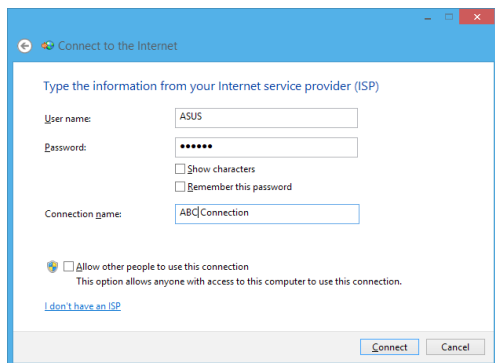 Connect to the Internet
Type the information from your Internet service provider (ISP)
User name:
ASUS
Password:
••••••
Show characters
Remember this password
Connection name:
ABC Connection
Allow other people to use this connection
This option allows anyone with access to this computer to use this connection.
I don't have an ISP
Connect
Cancel